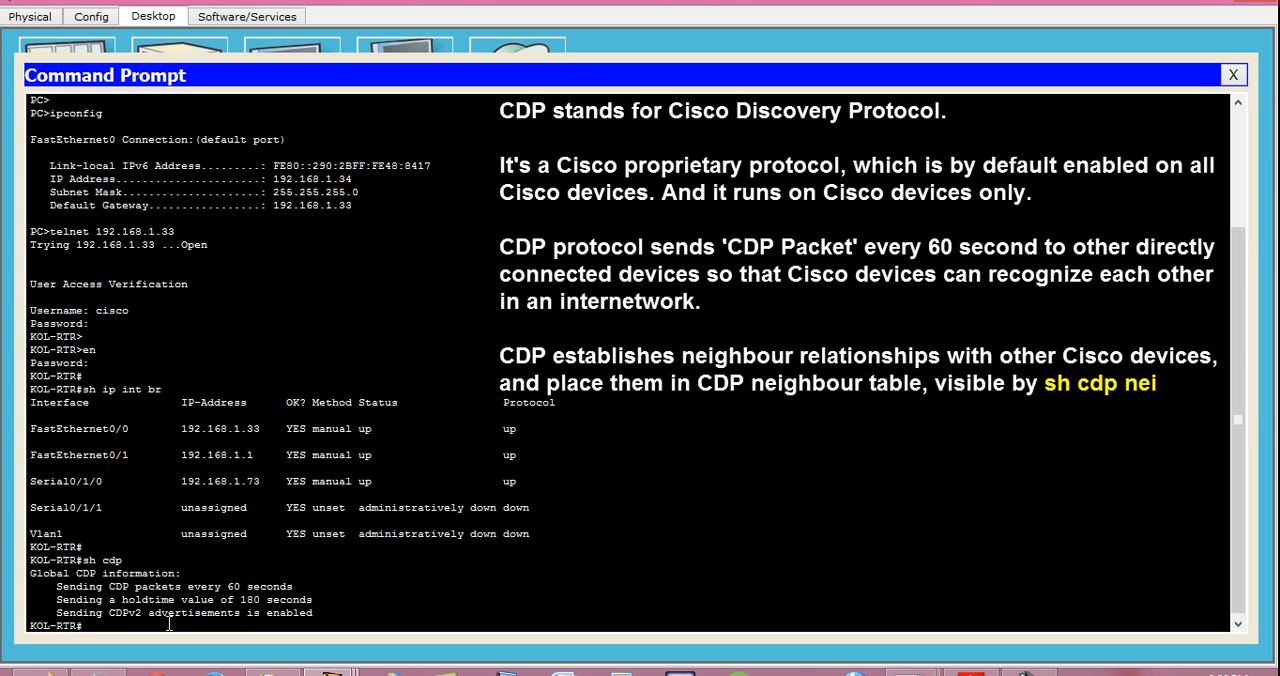 Physical Config Desktop Software/Services
Command Prompt X
PC>
PC>ipconfig
FastEthernet0 Connection:(default port)
Link-local IPv6 Address.........: FE80::290:2BFF:FE48:8417
IP Address......................: 192.168.1.34
Subnet Mask.....................: 255.255.255.0
Default Gateway.................: 192.168.1.33
PC>telnet 192.168.1.33
Trying 192.168.1.33 ...Open
User Access Verification
Username: cisco
Password:
KOL-RTR>
KOL-RTR>en
Password:
KOL-RTR#
KOL-RTR#sh ip int br
Interface IP-Address OK? Method Status Protocol
FastEthernet0/0 192.168.1.33 YES manual up up
FastEthernet0/1 192.168.1.1 YES manual up up
Serial0/1/0 192.168.1.73 YES manual up up
Serial0/1/1 unassigned YES unset administratively down down
Vlan1 unassigned YES unset administratively down down
KOL-RTR#
KOL-RTR#sh cdp
Global CDP information:
Sending CDP packets every 60 seconds
Sending a holdtime value of 180 seconds
Sending CDPv2 advertisements is enabled
KOL-RTR#
CDP stands for Cisco Discovery Protocol.
It's a Cisco proprietary protocol, which is by default enabled on all
Cisco devices. And it runs on Cisco devices only.
CDP protocol sends 'CDP Packet' every 60 second to other directly
connected devices so that Cisco devices can recognize each other
in an internetwork.
CDP establishes neighbour relationships with other Cisco devices,
and place them in CDP neighbour table, visible by sh cdp nei